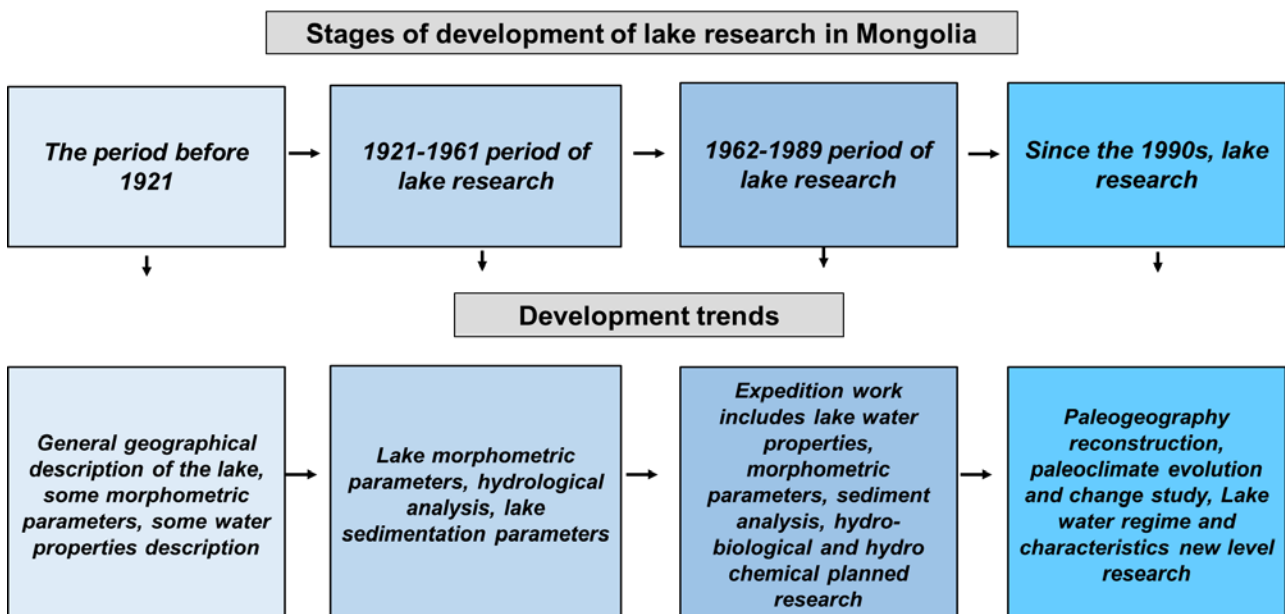 Stages of development of lake research in Mongolia
The period before
1921
1921-1961 period of
lake research
1962-1989 period of
lake research
Since the 1990s, lake
research
Development trends
General geographical
description of the lake,
some morphometric
parameters, some water
properties description
Lake morphometric
parameters, hydrological
analysis, lake
sedimentation parameters
Expedition work
includes lake water
properties,
morphometric
parameters, sediment
analysis, hydro-
biological and hydro
chemical planned
research
Paleogeography
reconstruction,
paleoclimate evolution
and change study, Lake
water regime and
characteristics new level
research